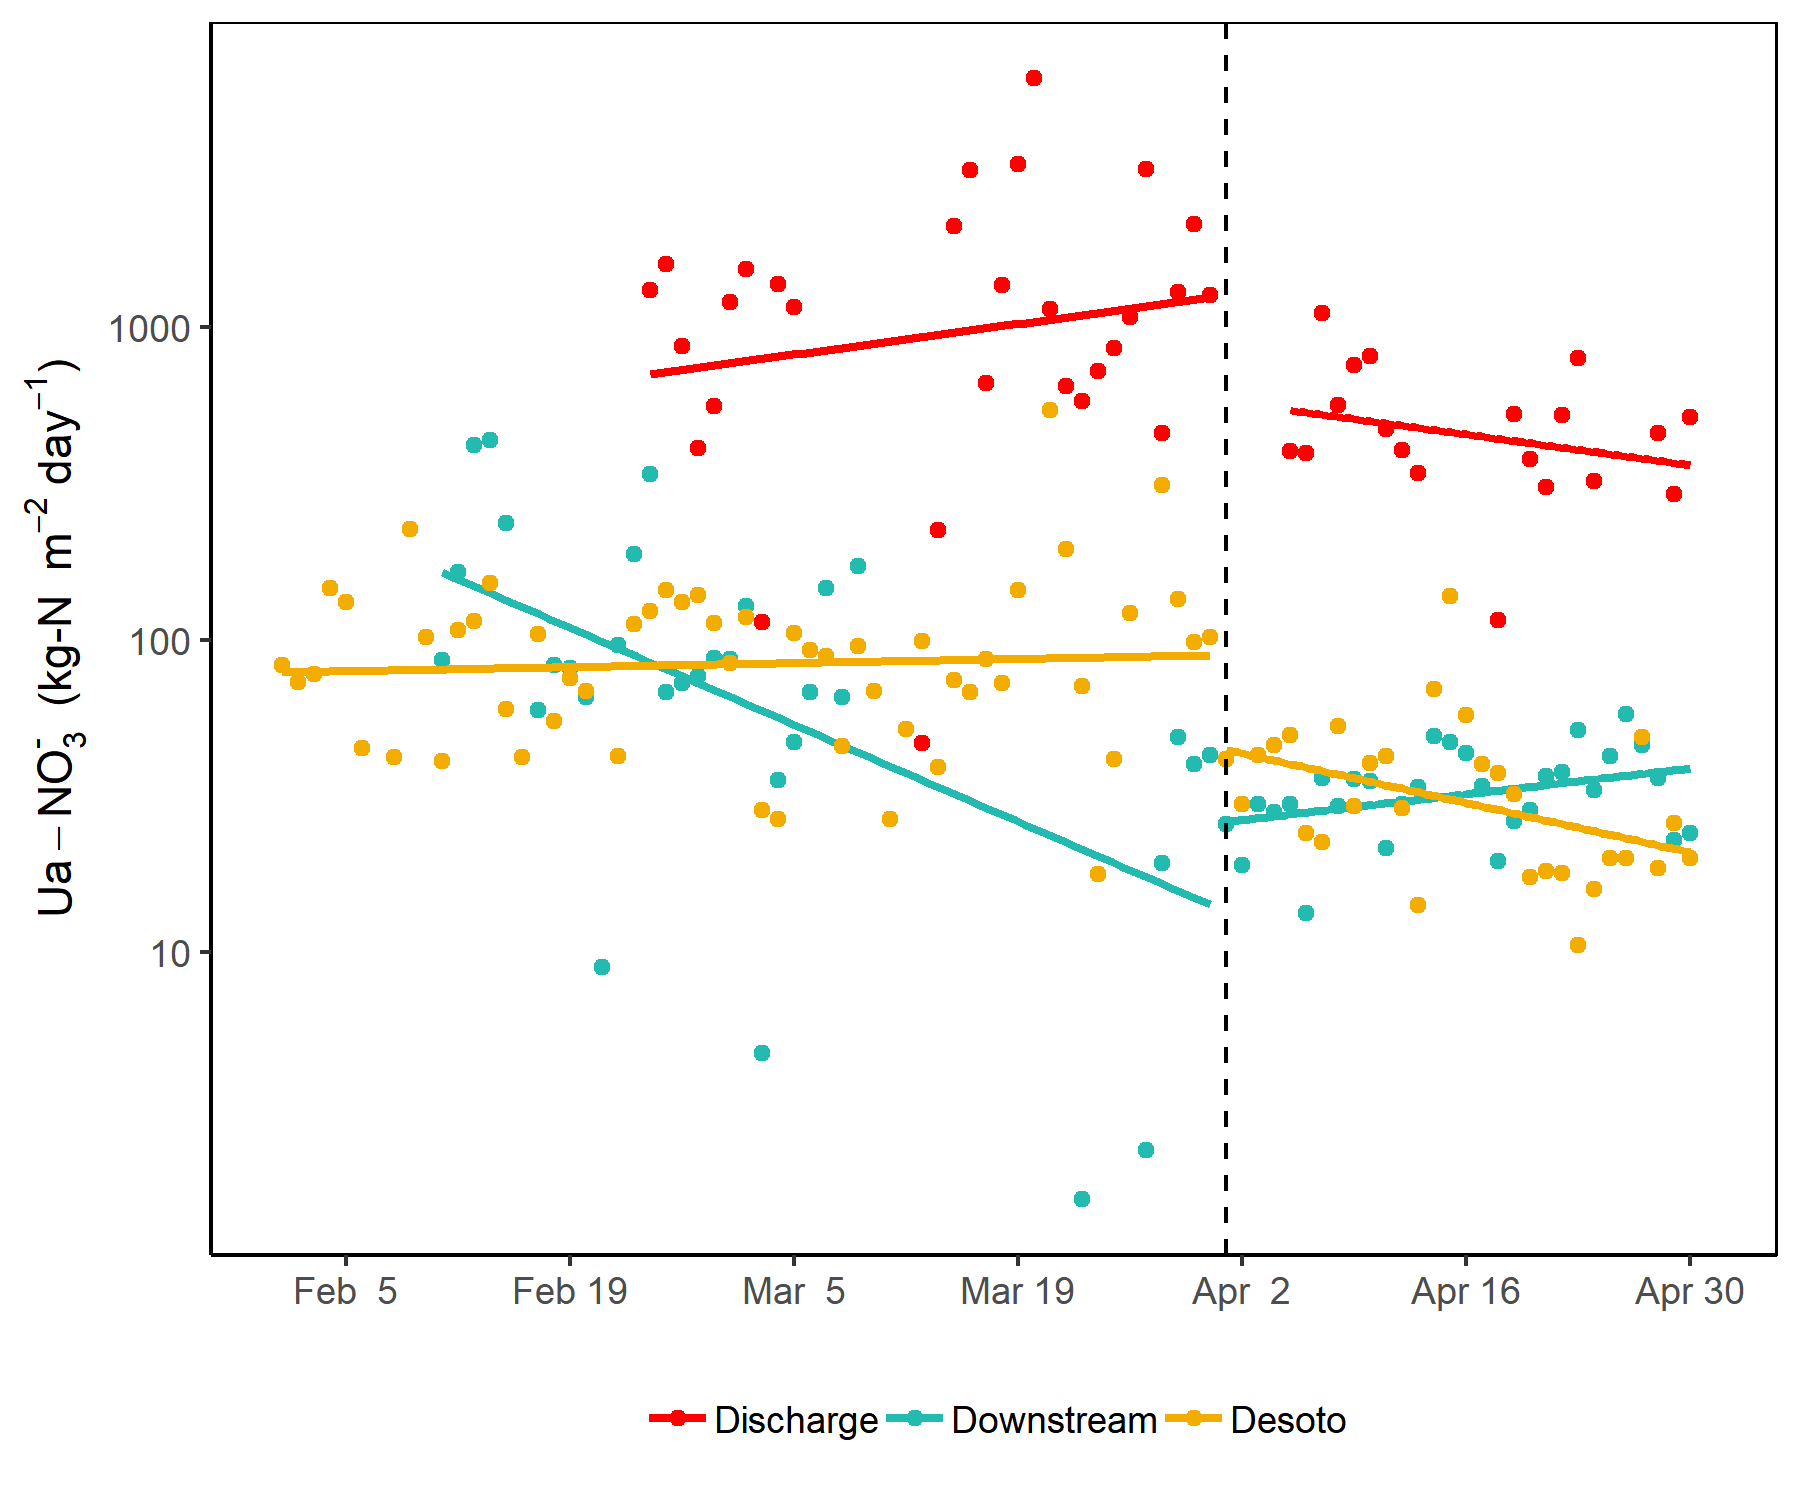 Ua−NO₃⁻ (kg-N m⁻² day⁻¹)
1000
100
10
Feb 5
Feb 19
Mar 5
Mar 19
Apr 2
Apr 16
Apr 30
Discharge
Downstream
Desoto